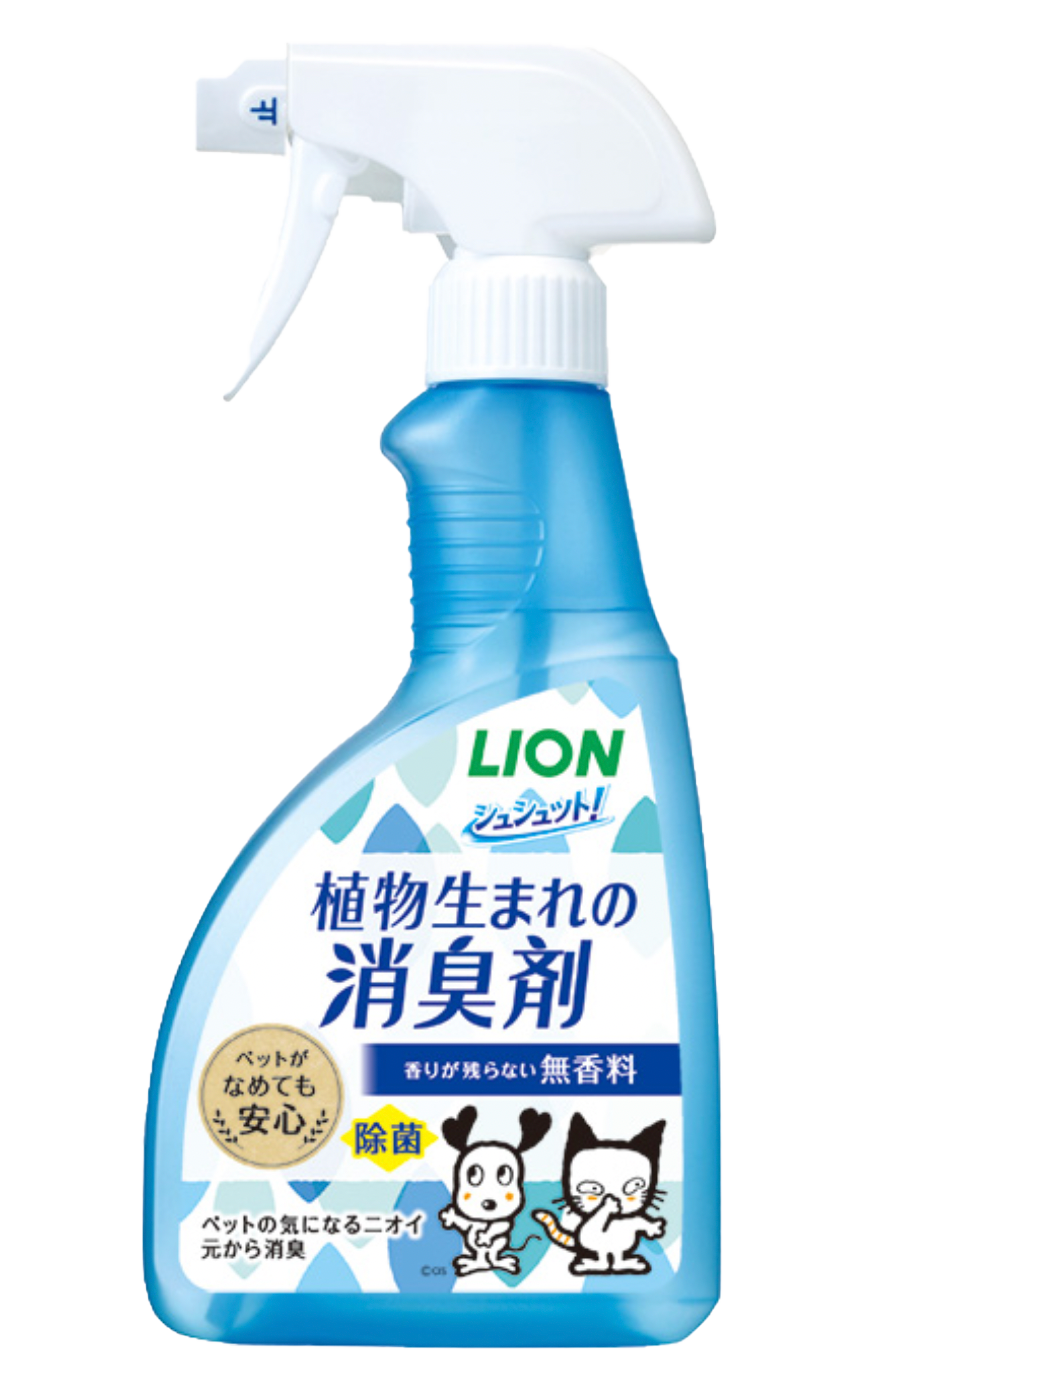 LION
シュシュット!
植物生まれの
消臭剤
香りが残らない無香料
ペットが
なめても
安心
除菌
ペットの気になるニオイ
元から消臭
©OS